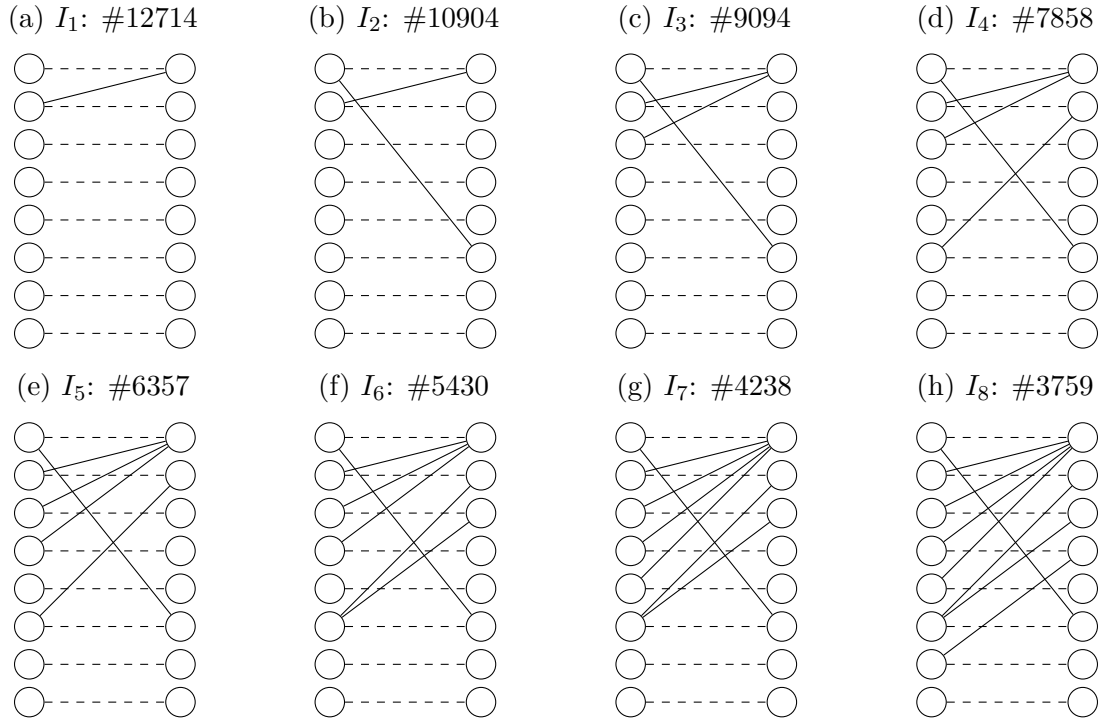 (a) I₁: #12714
(b) I₂: #10904
(c) I₃: #9094
(d) I₄: #7858
(e) I₅: #6357
(f) I₆: #5430
(g) I₇: #4238
(h) I₈: #3759